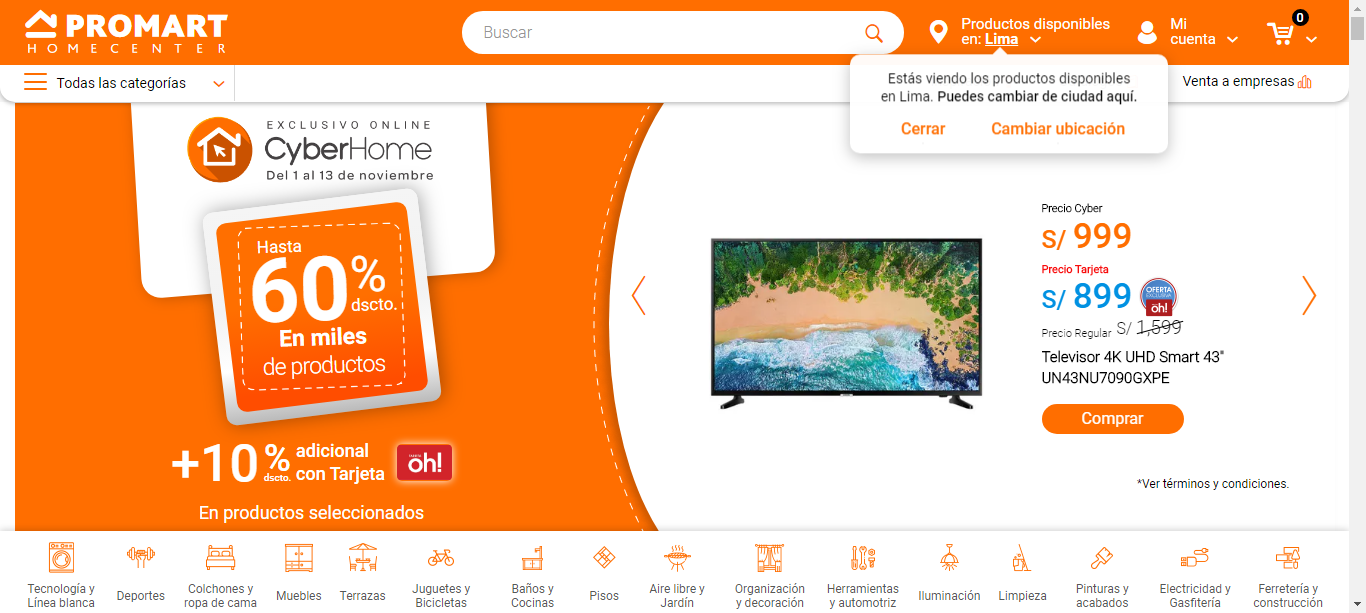 PROMART
HOMECENTER
Buscar
Productos disponibles
en: Lima
Mi
cuenta
0
Todas las categorías
Venta a empresas
Estás viendo los productos disponibles
en Lima. Puedes cambiar de ciudad aquí.
Cerrar Cambiar ubicación
EXCLUSIVO ONLINE
CyberHome
Del 1 al 13 de noviembre
Hasta
60%
dscto.
En miles
de productos
+10% dscto. adicional
con Tarjeta
TARJETA
oh!
En productos seleccionados
Precio Cyber
S/ 999
Precio Tarjeta
S/ 899
OFERTA
EXCLUSIVA
oh!
Precio Regular S/ 1,599
Televisor 4K UHD Smart 43"
UN43NU7090GXPE
Comprar
*Ver términos y condiciones.
Tecnología y
Línea blanca
Deportes
Colchones y
ropa de cama
Muebles
Terrazas
Juguetes y
Bicicletas
Baños y
Cocinas
Pisos
Aire libre y
Jardín
Organización
y decoración
Herramientas
y automotriz
Iluminación
Limpieza
Pinturas y
acabados
Electricidad y
Gasfitería
Ferretería y
construcción